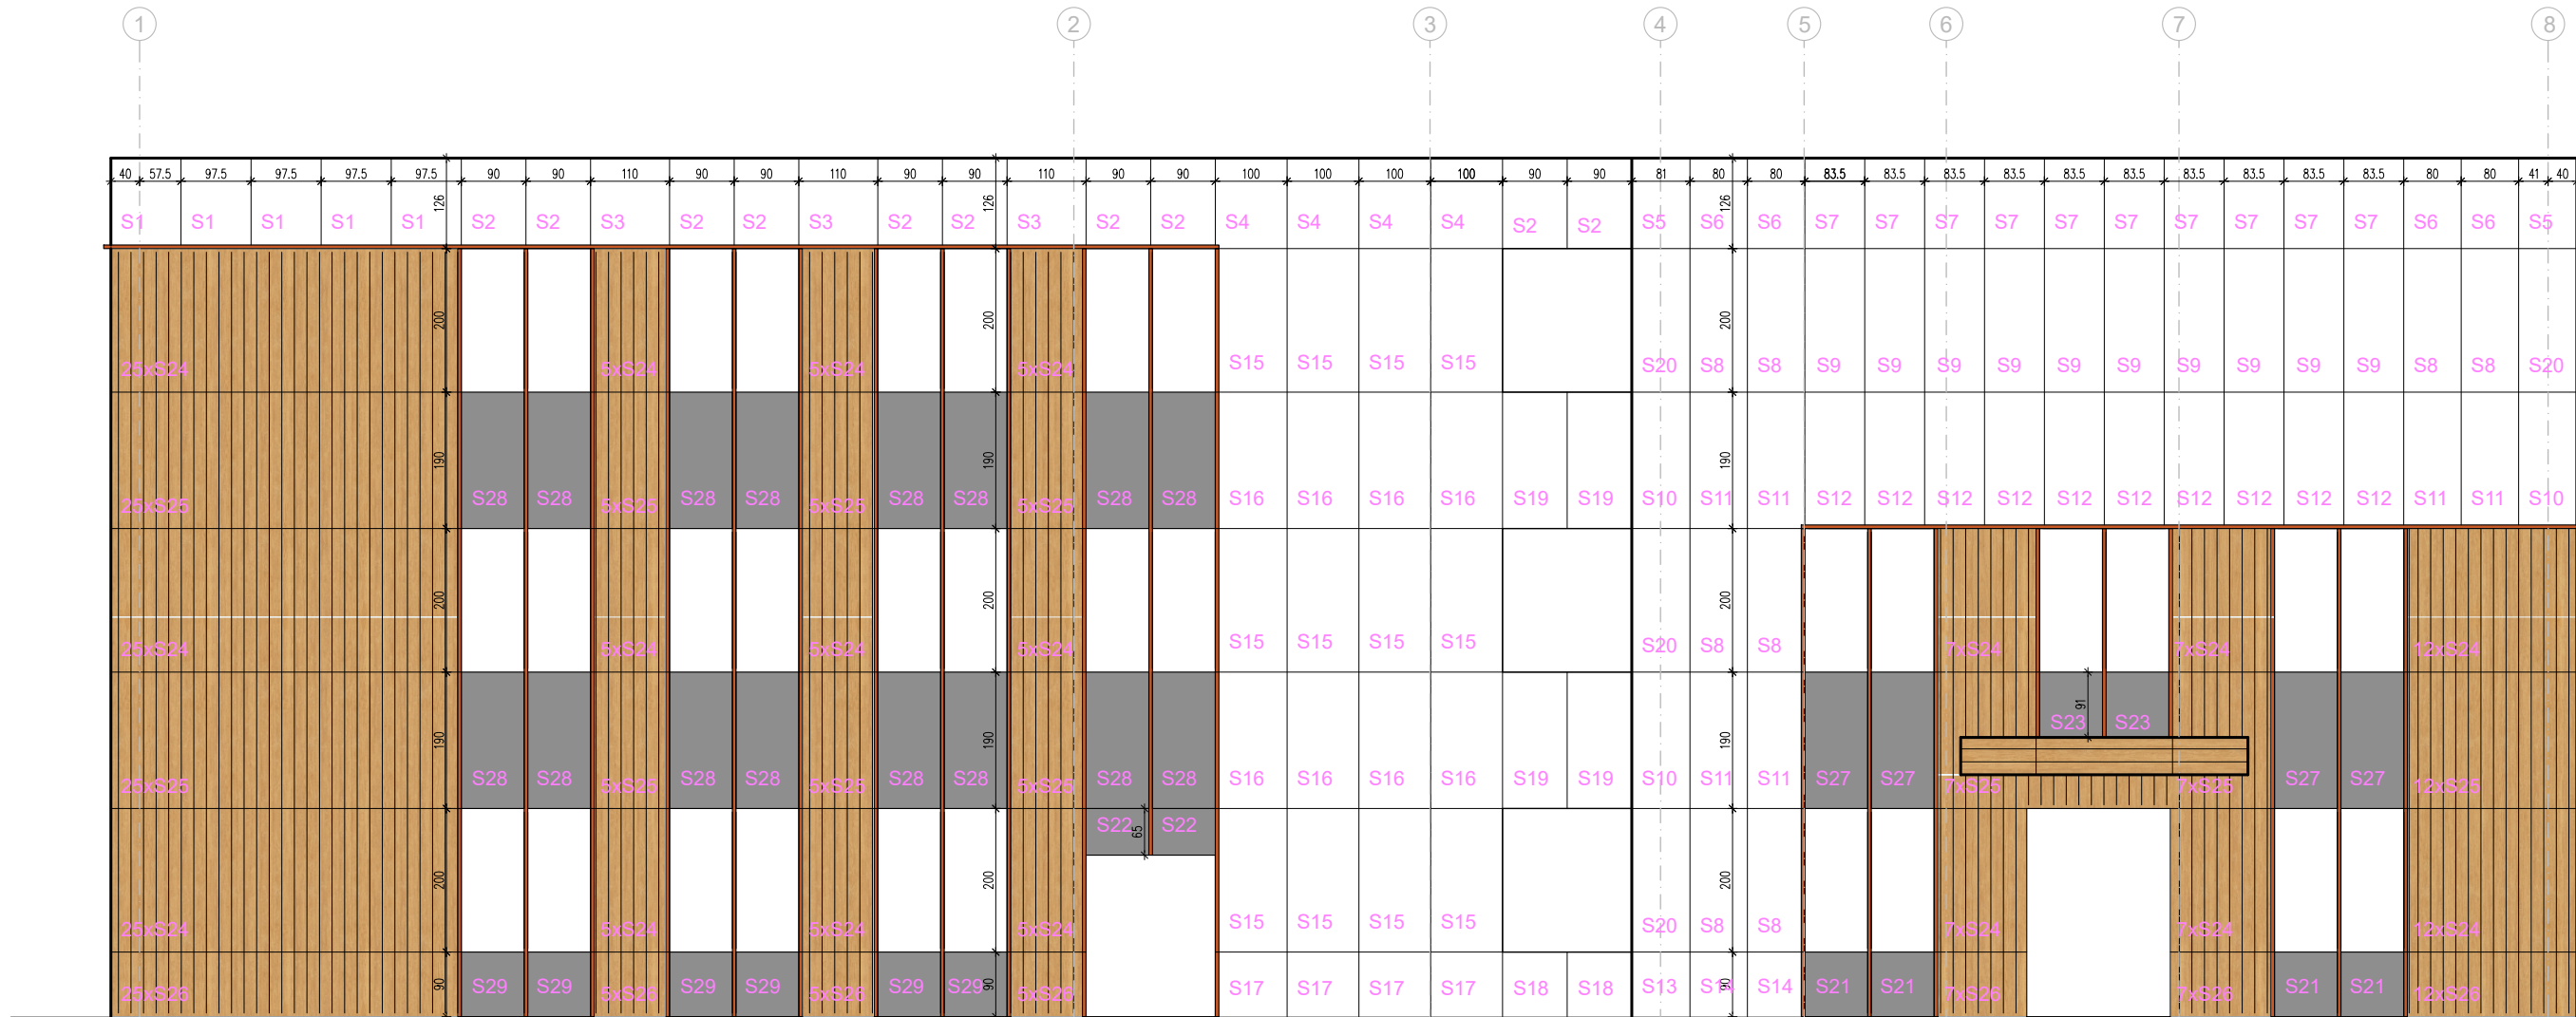 1 2 3 4 5 6 7 8
40 57.5 97.5 97.5 97.5 97.5 90 90 110 90 90 110 90 90 110 90 90 100 100 100 100 90 90 81 80 80 83.5 83.5 83.5 83.5 83.5 83.5 83.5 83.5 83.5 83.5 80 80 41 40
126 126 126
S1 S1 S1 S1 S1 S2 S2 S3 S2 S2 S3 S2 S2 S3 S2 S2 S4 S4 S4 S4 S2 S2 S5 S6 S6 S7 S7 S7 S7 S7 S7 S7 S7 S7 S7 S6 S6 S5
200 200 200
25xS24 5xS24 5xS24 5xS24 S15 S15 S15 S15 S20 S8 S8 S9 S9 S9 S9 S9 S9 S9 S9 S9 S9 S8 S8 S20
190 190 190
S28 S28 S28 S28 S28 S28 S28 S28 S16 S16 S16 S16 S19 S19 S10 S11 S11 S12 S12 S12 S12 S12 S12 S12 S12 S12 S12 S11 S11 S10
25xS25 5xS25 5xS25 5xS25
200 200 200
25xS24 5xS24 5xS24 5xS24 S15 S15 S15 S15 S20 S8 S8 7xS24 7xS24 12xS24
91
S23 S23
190 190 190
S28 S28 S28 S28 S28 S28 S28 S28 S16 S16 S16 S16 S19 S19 S10 S11 S11 S27 S27 S27 S27
25xS25 5xS25 5xS25 5xS25 7xS25 7xS25 12xS25
S22 S22
65
200 200 200
25xS24 5xS24 5xS24 5xS24 S15 S15 S15 S15 S20 S8 S8 7xS24 7xS24 12xS24
90 90 90
S29 S29 S29 S29 S29 S29 S17 S17 S17 S17 S18 S18 S13 S14 S14 S21 S21 S21 S21
25xS26 5xS26 5xS26 5xS26 7xS26 7xS26 12xS26